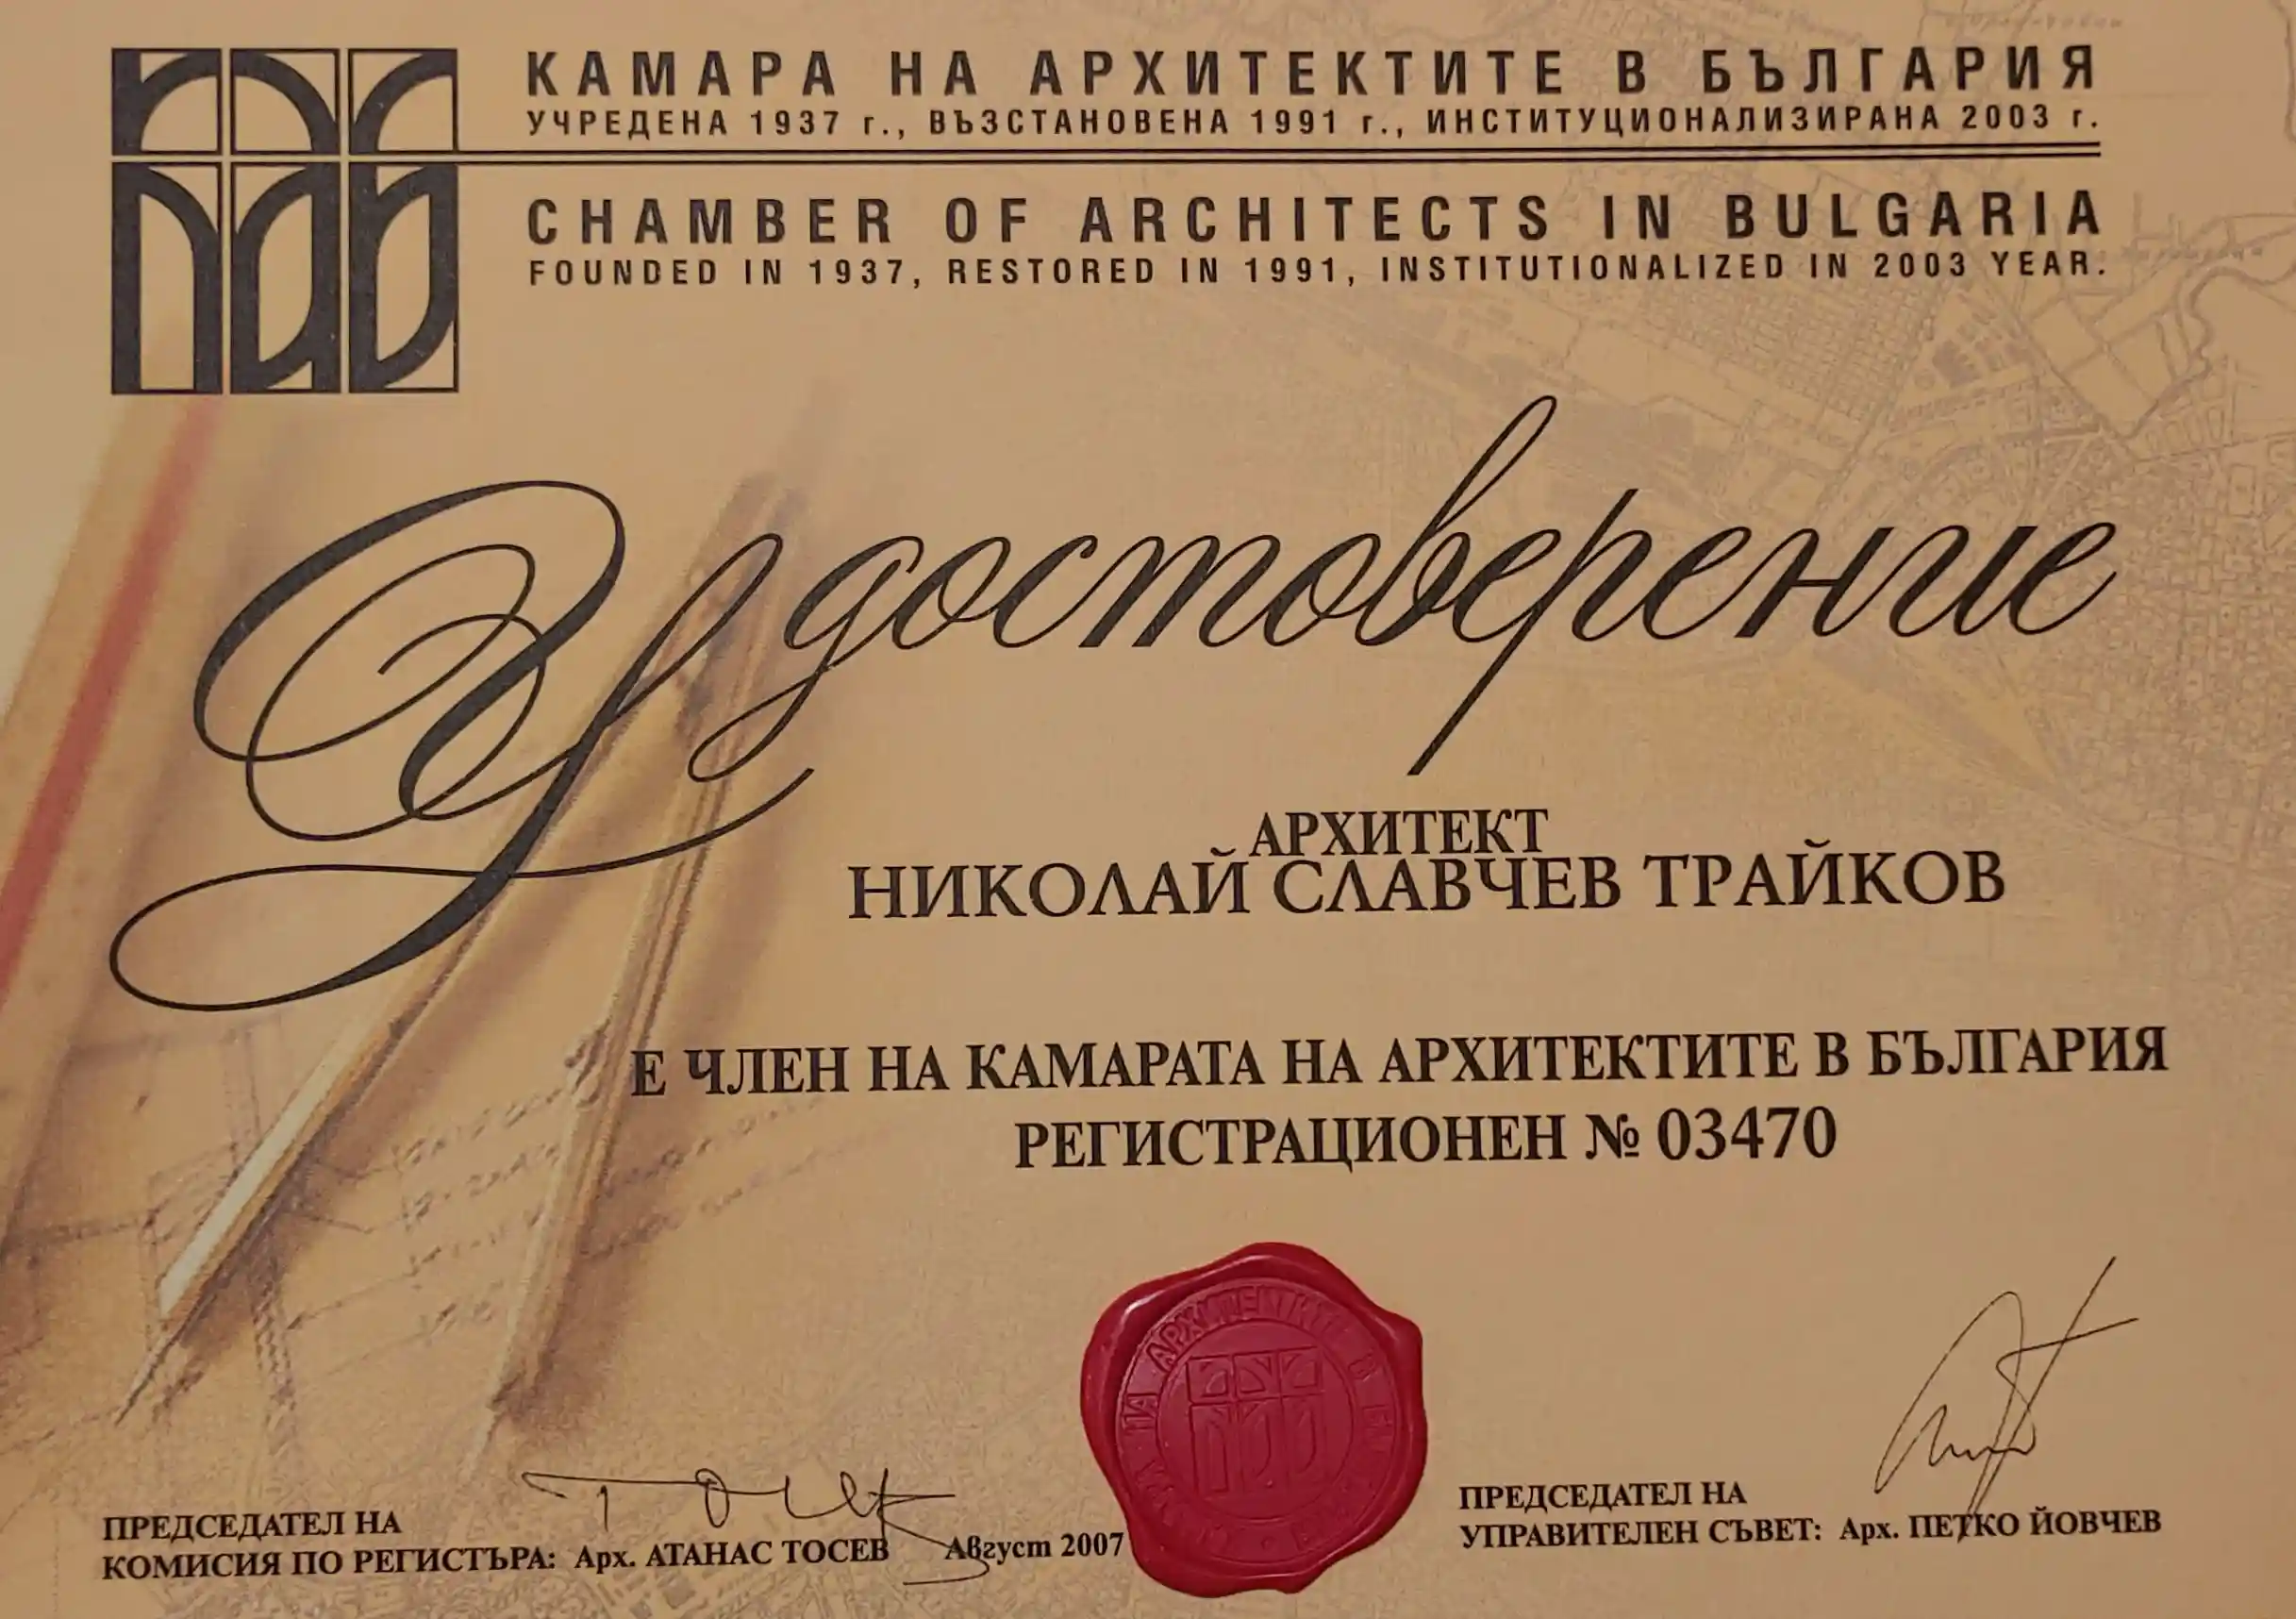 КАМАРА НА АРХИТЕКТИТЕ В БЪЛГАРИЯ
УЧРЕДЕНА 1937 г., ВЪЗСТАНОВЕНА 1991 г., ИНСТИТУЦИОНАЛИЗИРАНА 2003 г.
CHAMBER OF ARCHITECTS IN BULGARIA
FOUNDED IN 1937, RESTORED IN 1991, INSTITUTIONALIZED IN 2003 YEAR.
Удостоверение
АРХИТЕКТ
НИКОЛАЙ СЛАВЧЕВ ТРАЙКОВ
Е ЧЛЕН НА КАМАРАТА НА АРХИТЕКТИТЕ В БЪЛГАРИЯ
РЕГИСТРАЦИОНЕН № 03470
ПРЕДСЕДАТЕЛ НА
КОМИСИЯ ПО РЕГИСТЪРА: Арх. АТАНАС ТОСЕВ
Август 2007
ПРЕДСЕДАТЕЛ НА
УПРАВИТЕЛЕН СЪВЕТ: Арх. ПЕТКО ЙОВЧЕВ